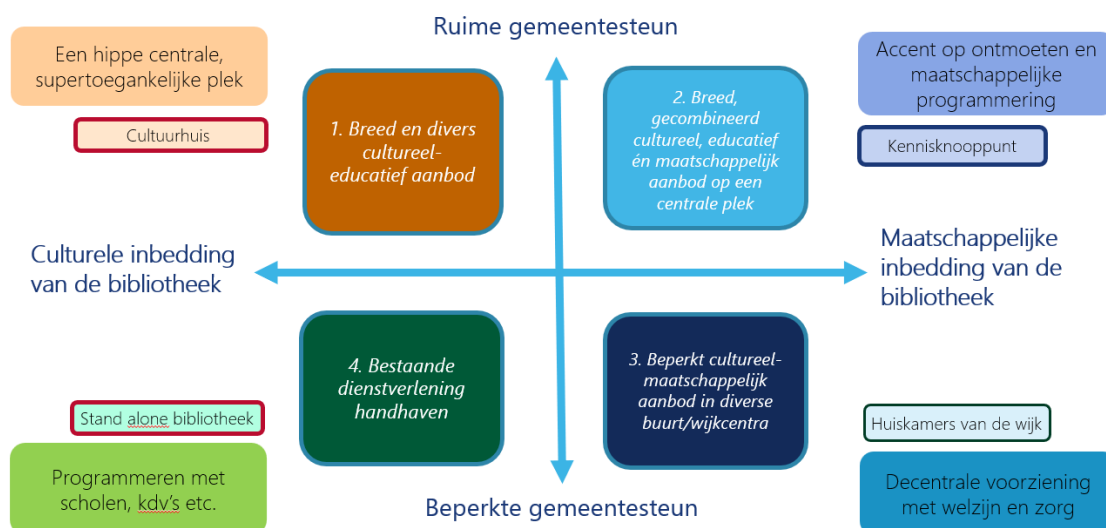 Ruime gemeentesteun
Een hippe centrale,
supertoegankelijke plek
Cultuurhuis
1. Breed en divers
cultureel-
educatief aanbod
2. Breed,
gecombineerd
cultureel, educatief
én maatschappelijk
aanbod op een
centrale plek
Accent op ontmoeten en
maatschappelijke
programmering
Kennisknooppunt
Culturele inbedding
van de bibliotheek
Maatschappelijke
inbedding van de
bibliotheek
4. Bestaande
dienstverlening
handhaven
3. Beperkt cultureel-
maatschappelijk
aanbod in diverse
buurt/wijkcentra
Stand alone bibliotheek
Programmeren met
scholen, kdv's etc.
Huiskamers van de wijk
Decentrale voorziening
met welzijn en zorg
Beperkte gemeentesteun